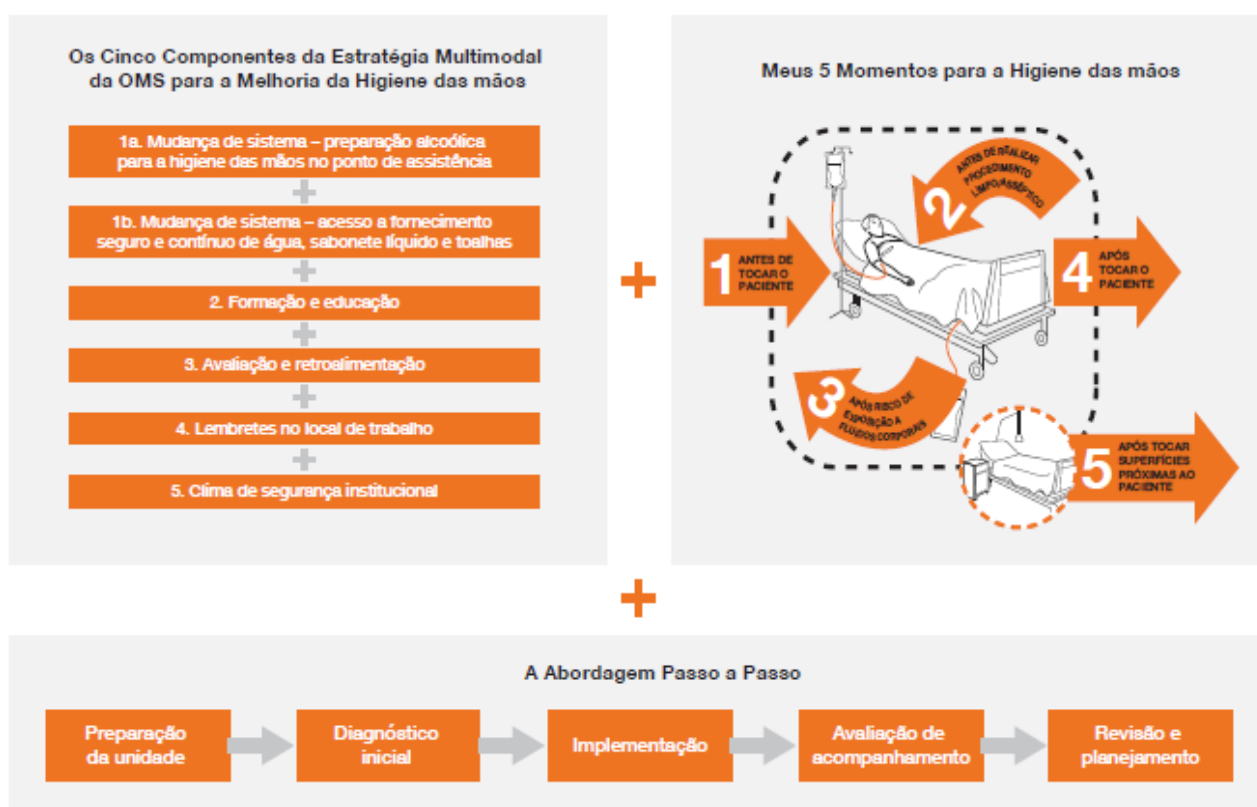 Os Cinco Componentes da Estratégia Multimodal
da OMS para a Melhoria da Higiene das mãos
1a. Mudança de sistema – preparação alcoólica
para a higiene das mãos no ponto de assistência
+
1b. Mudança de sistema – acesso a fornecimento
seguro e contínuo de água, sabonete líquido e toalhas
+
2. Formação e educação
+
3. Avaliação e retroalimentação
+
4. Lembretes no local de trabalho
+
5. Clima de segurança institucional
+
Meus 5 Momentos para a Higiene das mãos
1
ANTES DE
TOCAR O
PACIENTE
2
ANTES DE REALIZAR
PROCEDIMENTO
LIMPO/ASSÉPTICO
3
APÓS RISCO DE
EXPOSIÇÃO A
FLUIDOS CORPORAIS
4
APÓS
TOCAR O
PACIENTE
5
APÓS TOCAR
SUPERFÍCIES
PRÓXIMAS AO
PACIENTE
+
A Abordagem Passo a Passo
Preparação
da unidade
Diagnóstico
inicial
Implementação
Avaliação de
acompanhamento
Revisão e
planejamento